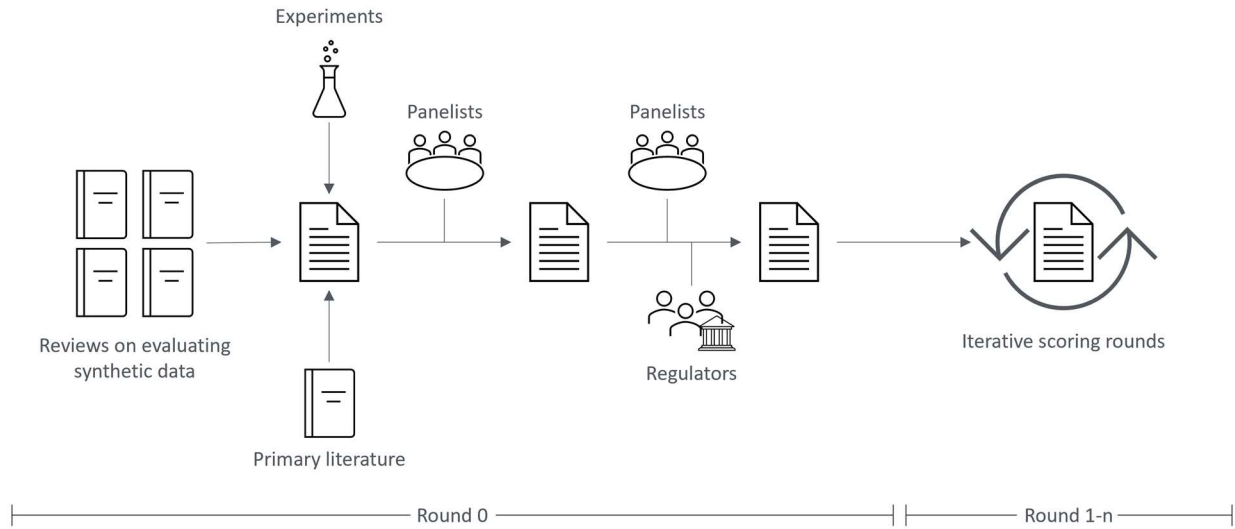 Experiments
Panelists
Panelists
Reviews on evaluating
synthetic data
Iterative scoring rounds
Regulators
Primary literature
Round 0
Round 1-n